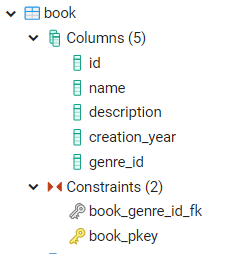 book
Columns (5)
id
name
description
creation_year
genre_id
Constraints (2)
book_genre_id_fk
book_pkey